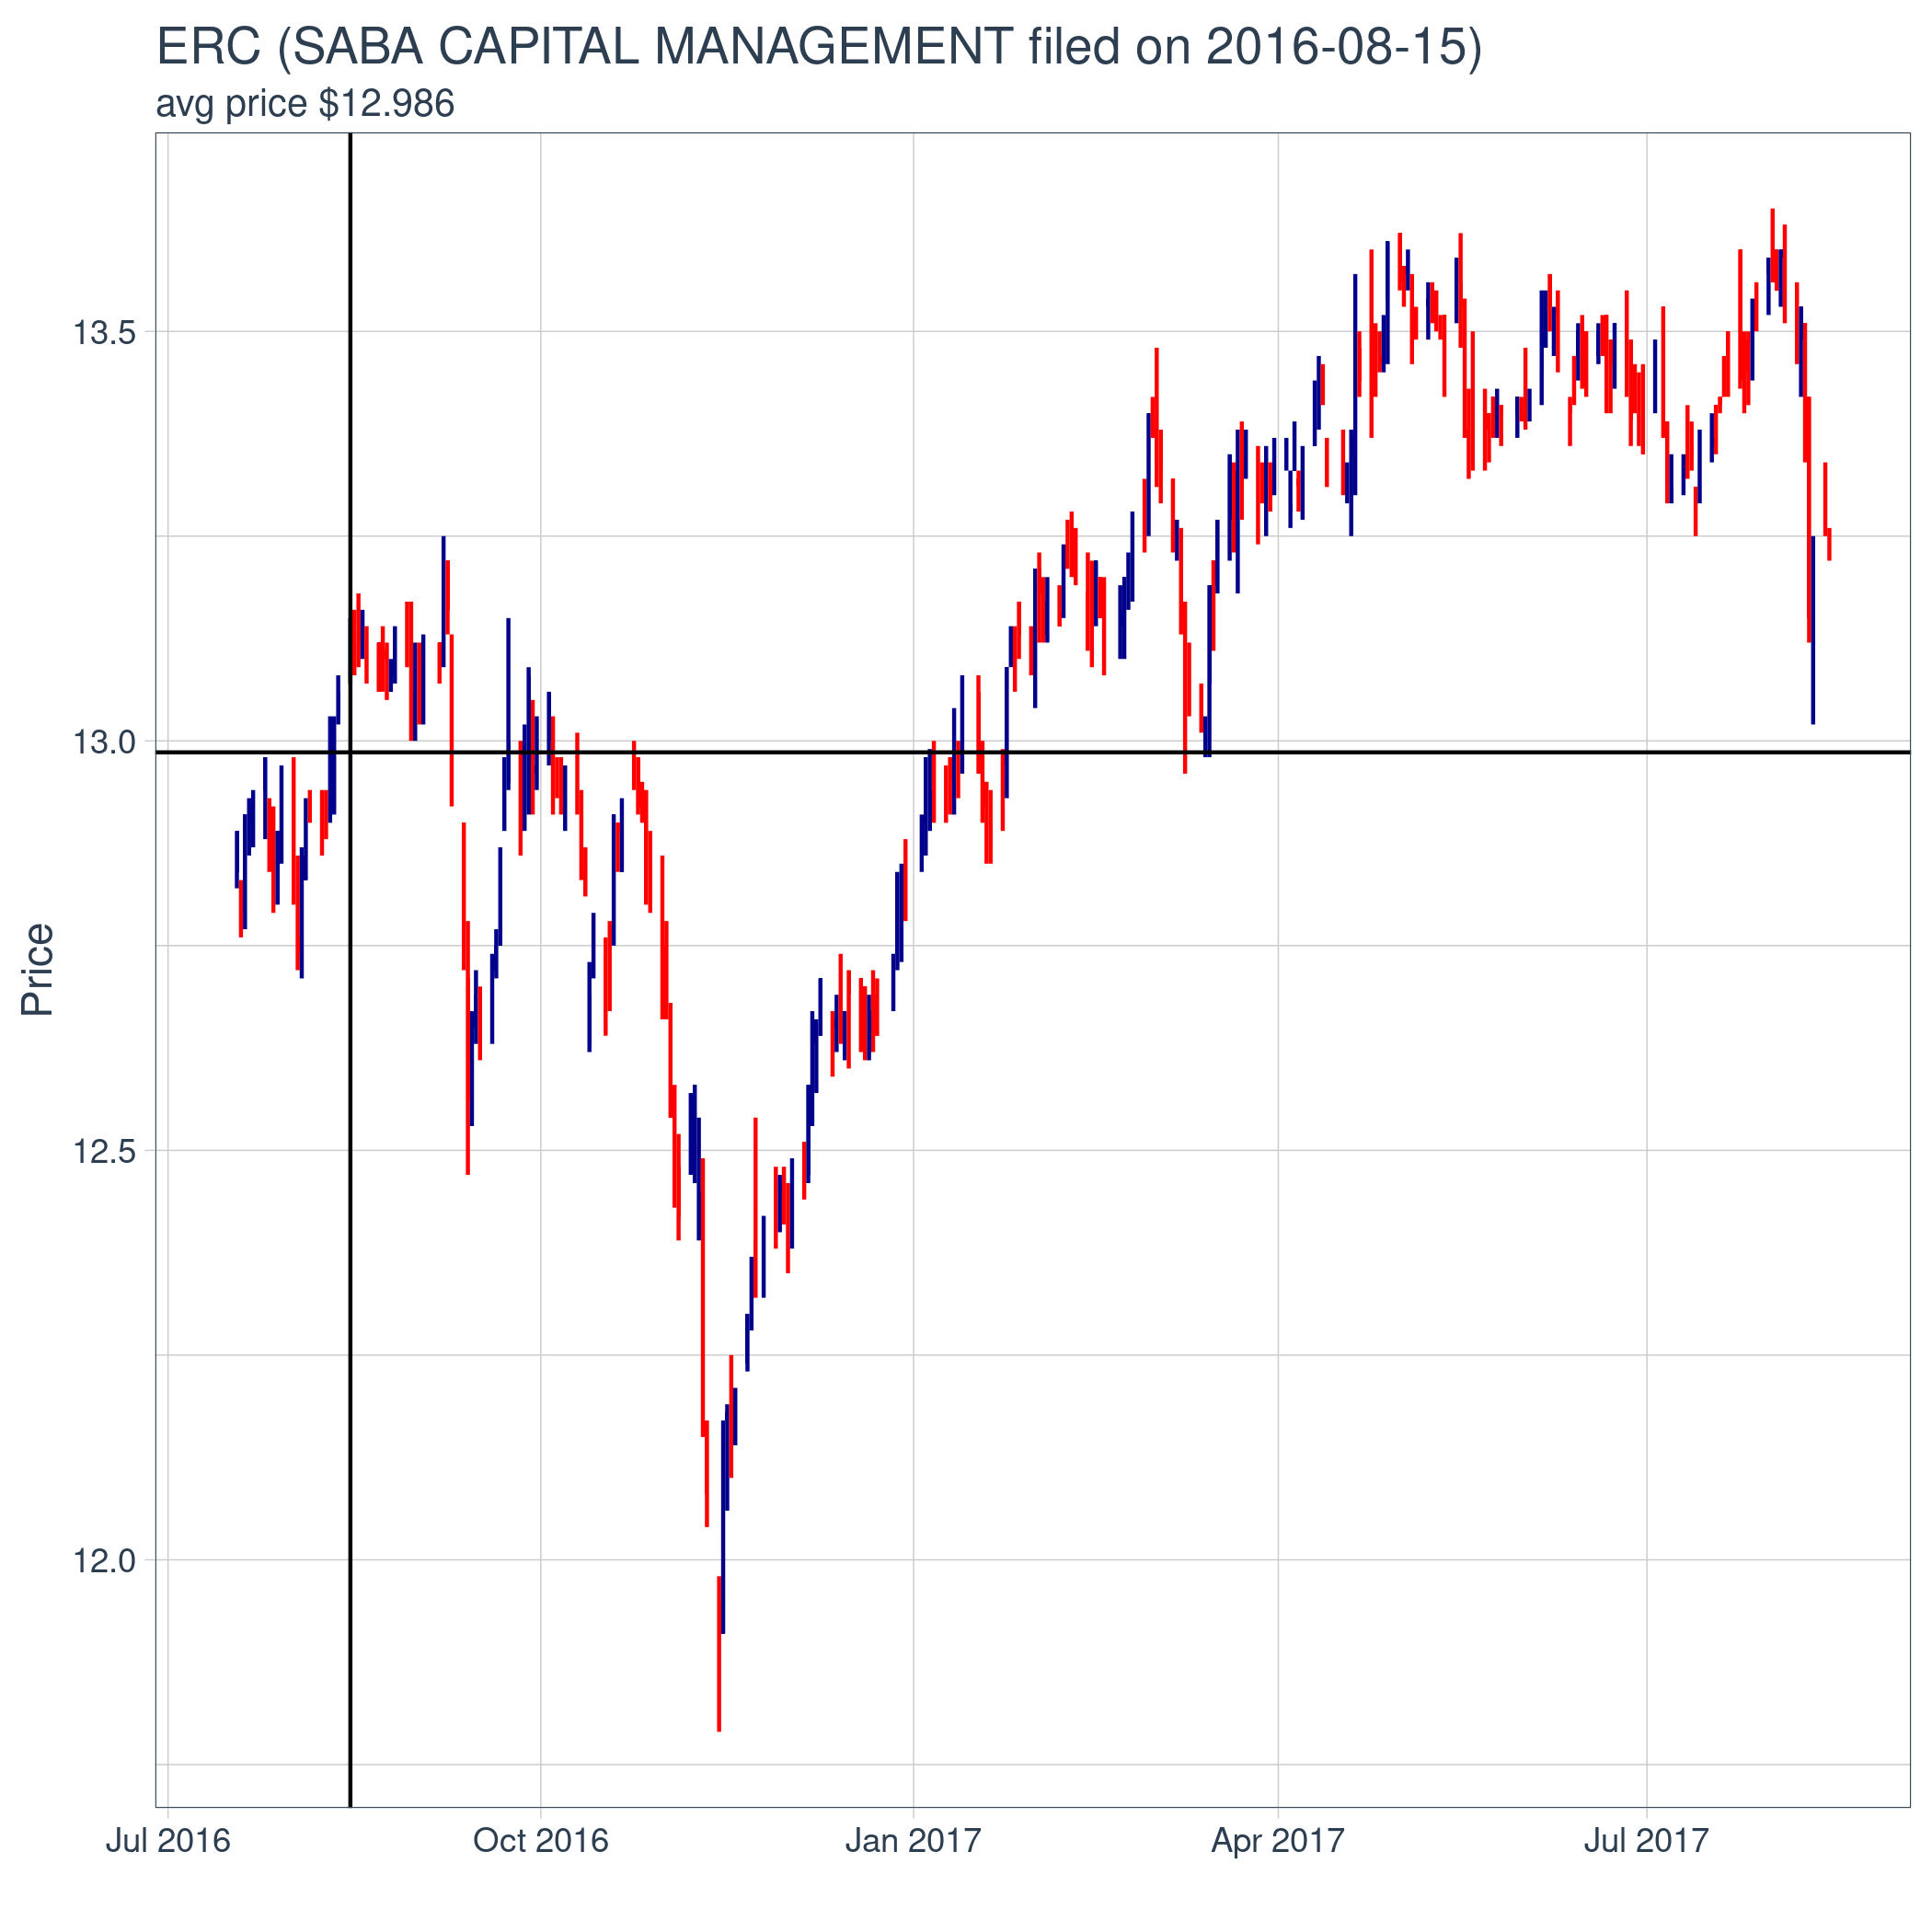 ERC (SABA CAPITAL MANAGEMENT filed on 2016-08-15)
avg price $12.986
Price
13.5
13.0
12.5
12.0
Jul 2016
Oct 2016
Jan 2017
Apr 2017
Jul 2017